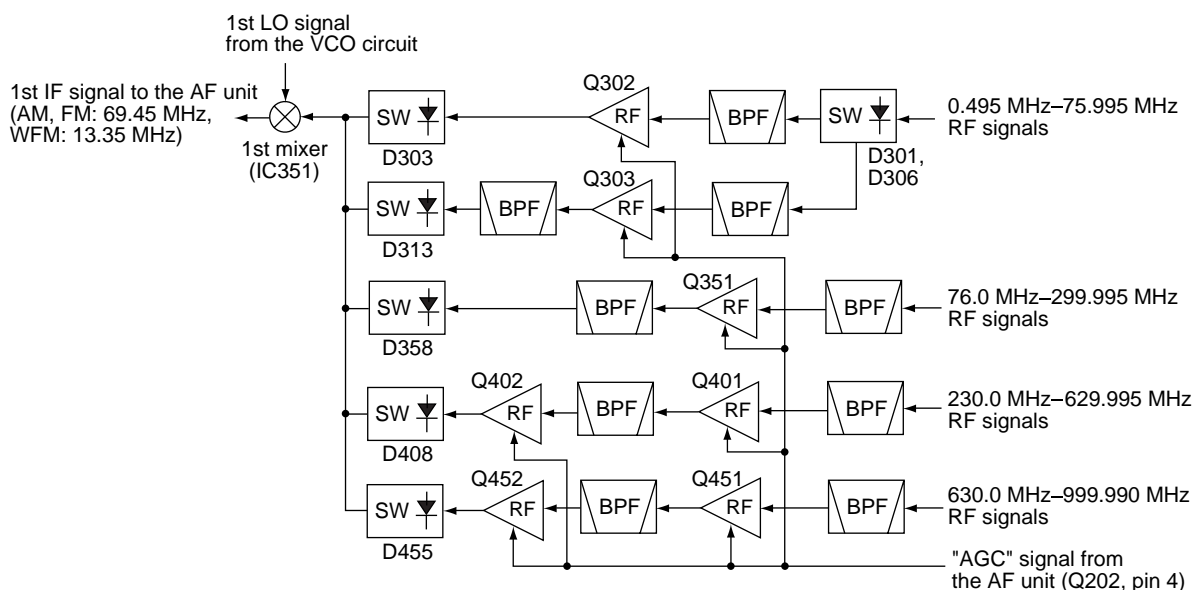 1st LO signal
from the VCO circuit
1st IF signal to the AF unit
(AM, FM: 69.45 MHz,
WFM: 13.35 MHz)
1st mixer
(IC351)
SW
D303
Q302
RF
BPF
SW
D301,
D306
0.495 MHz–75.995 MHz
RF signals
SW
D313
BPF
Q303
RF
BPF
SW
D358
BPF
Q351
RF
BPF
76.0 MHz–299.995 MHz
RF signals
SW
D408
Q402
RF
BPF
Q401
RF
BPF
230.0 MHz–629.995 MHz
RF signals
SW
D455
Q452
RF
BPF
Q451
RF
BPF
630.0 MHz–999.990 MHz
RF signals
"AGC" signal from
the AF unit (Q202, pin 4)